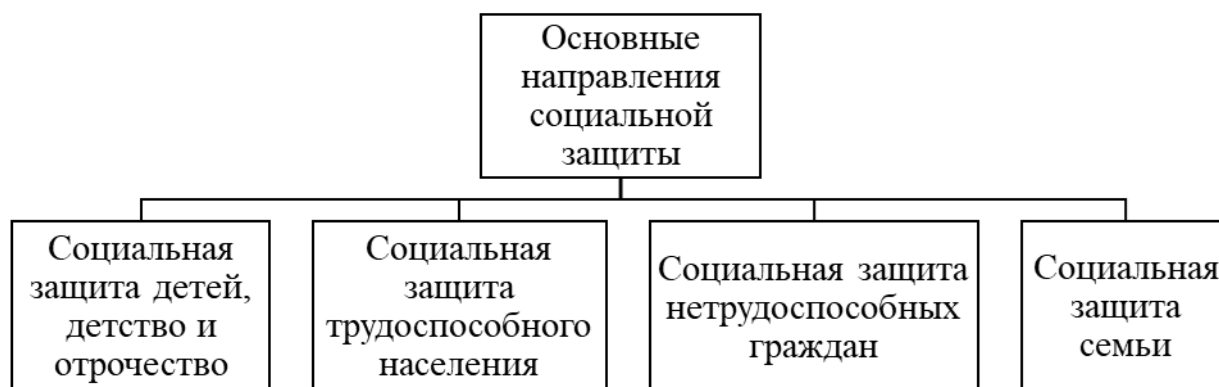 Основные
направления
социальной
защиты
Социальная
защита детей,
детство и
отрочество
Социальная
защита
трудоспособного
населения
Социальная защита
нетрудоспособных
граждан
Социальная
защита
семьи